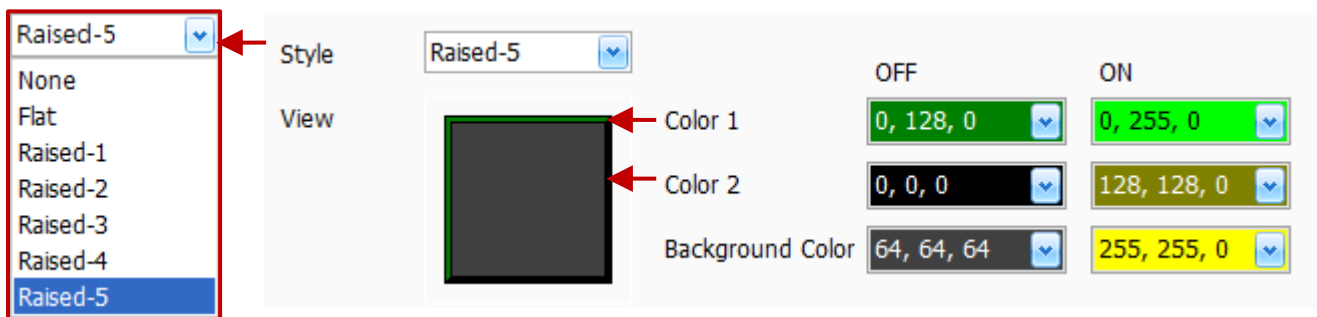 Raised-5
None
Flat
Raised-1
Raised-2
Raised-3
Raised-4
Raised-5
Style
Raised-5
View
OFF
ON
Color 1
0, 128, 0
0, 255, 0
Color 2
0, 0, 0
128, 128, 0
Background Color
64, 64, 64
255, 255, 0